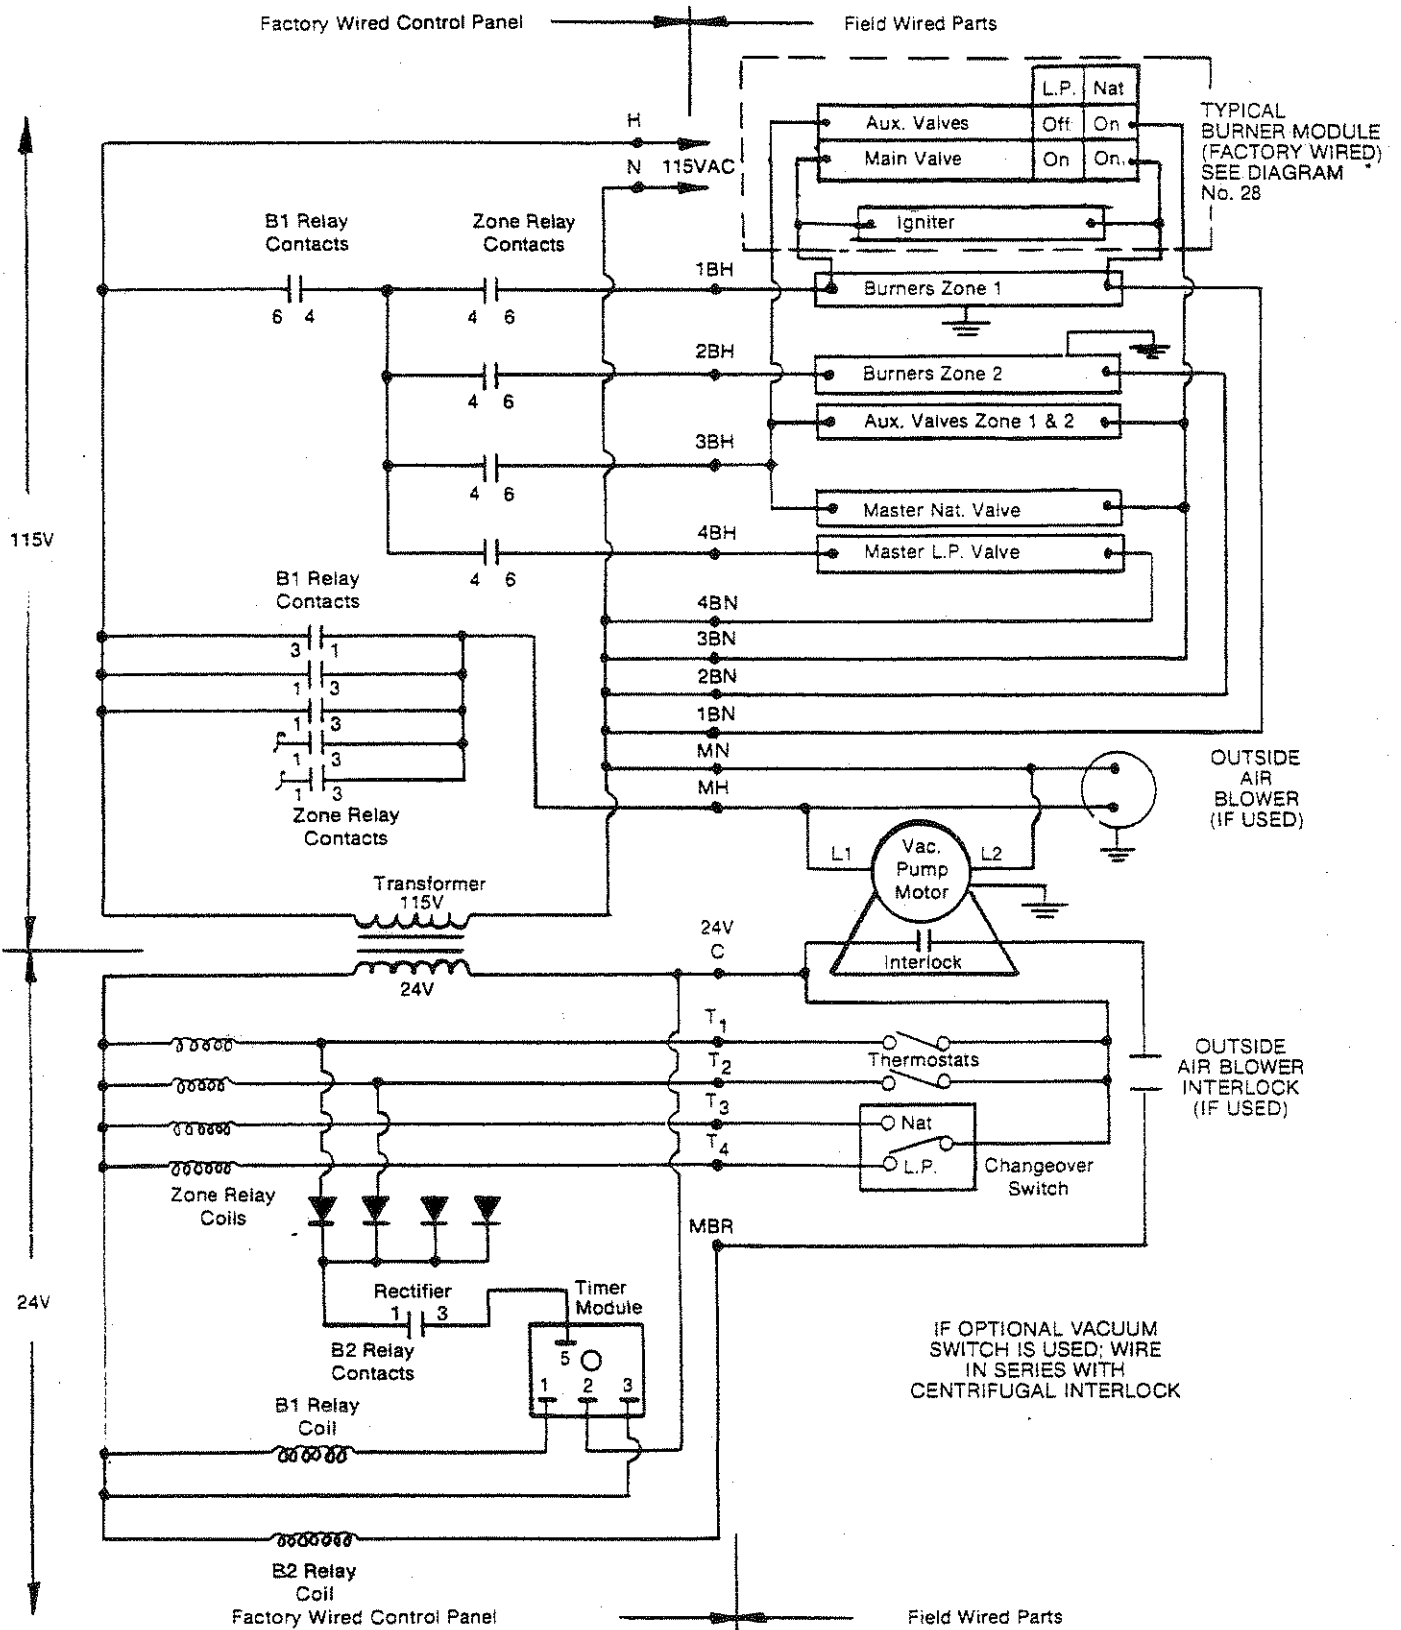 Factory Wired Control Panel
Field Wired Parts
L.P. Nat
Aux. Valves Off On
Main Valve On On
Igniter
TYPICAL
BURNER MODULE
(FACTORY WIRED)
SEE DIAGRAM
No. 28
H
N 115VAC
B1 Relay
Contacts
Zone Relay
Contacts
1BH
Burners Zone 1
6 4
4 6
2BH
Burners Zone 2
4 6
Aux. Valves Zone 1 & 2
3BH
4 6
Master Nat. Valve
115V
4BH
Master L.P. Valve
4 6
B1 Relay
Contacts
4BN
3 1
3BN
1 3
2BN
1 3
1BN
1 3
MN
1 3
MH
Zone Relay
Contacts
OUTSIDE
AIR
BLOWER
(IF USED)
L1
Vac.
Pump
Motor
L2
Transformer
115V
24V
24V
C
Interlock
T1
Thermostats
T2
T3
Nat
T4
L.P.
Changeover
Switch
OUTSIDE
AIR BLOWER
INTERLOCK
(IF USED)
Zone Relay
Coils
MBR
24V
Rectifier
1 3
B2 Relay
Contacts
Timer
Module
5
1 2 3
IF OPTIONAL VACUUM
SWITCH IS USED; WIRE
IN SERIES WITH
CENTRIFUGAL INTERLOCK
B1 Relay
Coil
B2 Relay
Coil
Factory Wired Control Panel
Field Wired Parts